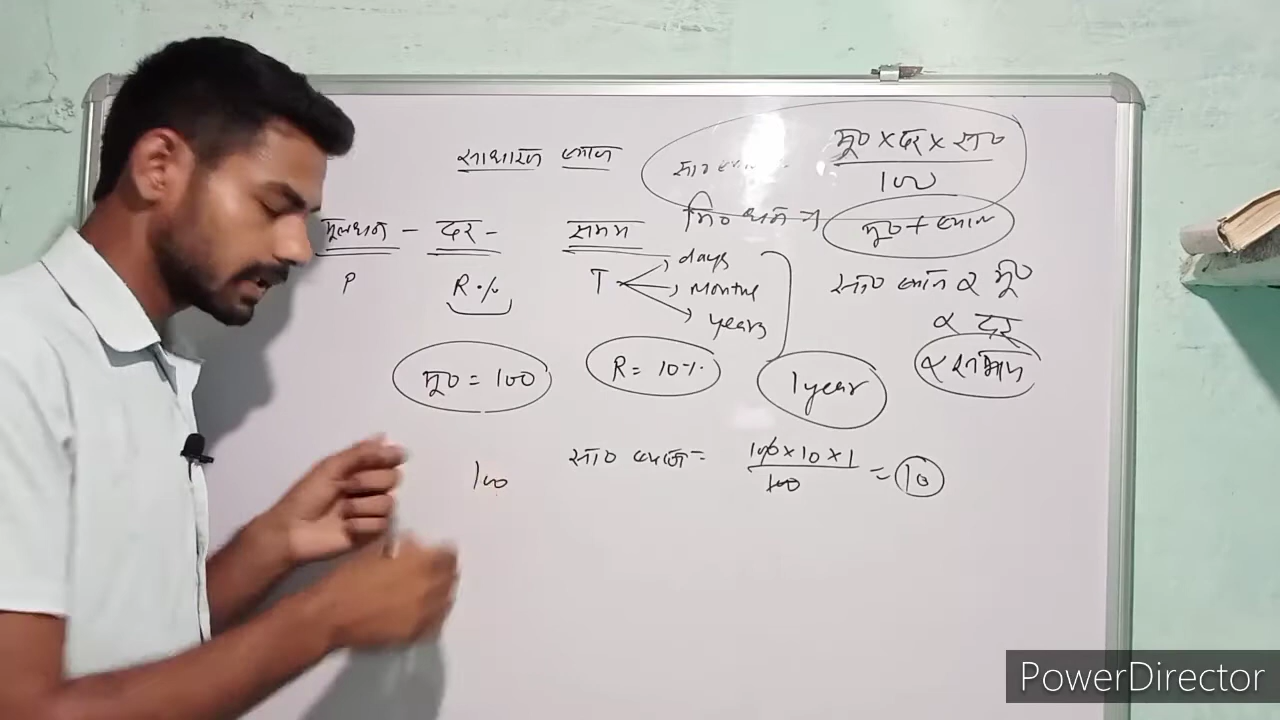 साधारण ब्याज
सा० ब्याज = मू० × दर × स० / 100
मि० धन = मू० + ब्याज
मूलधन - दर - समय
P R% T days
months
years
सा० ब्याज ∝ मू०
∝ दर
∝ समय
मू० = 100 R = 10% 1 year
100 सा० ब्याज = 100 × 10 × 1 / 100 = 10
PowerDirector